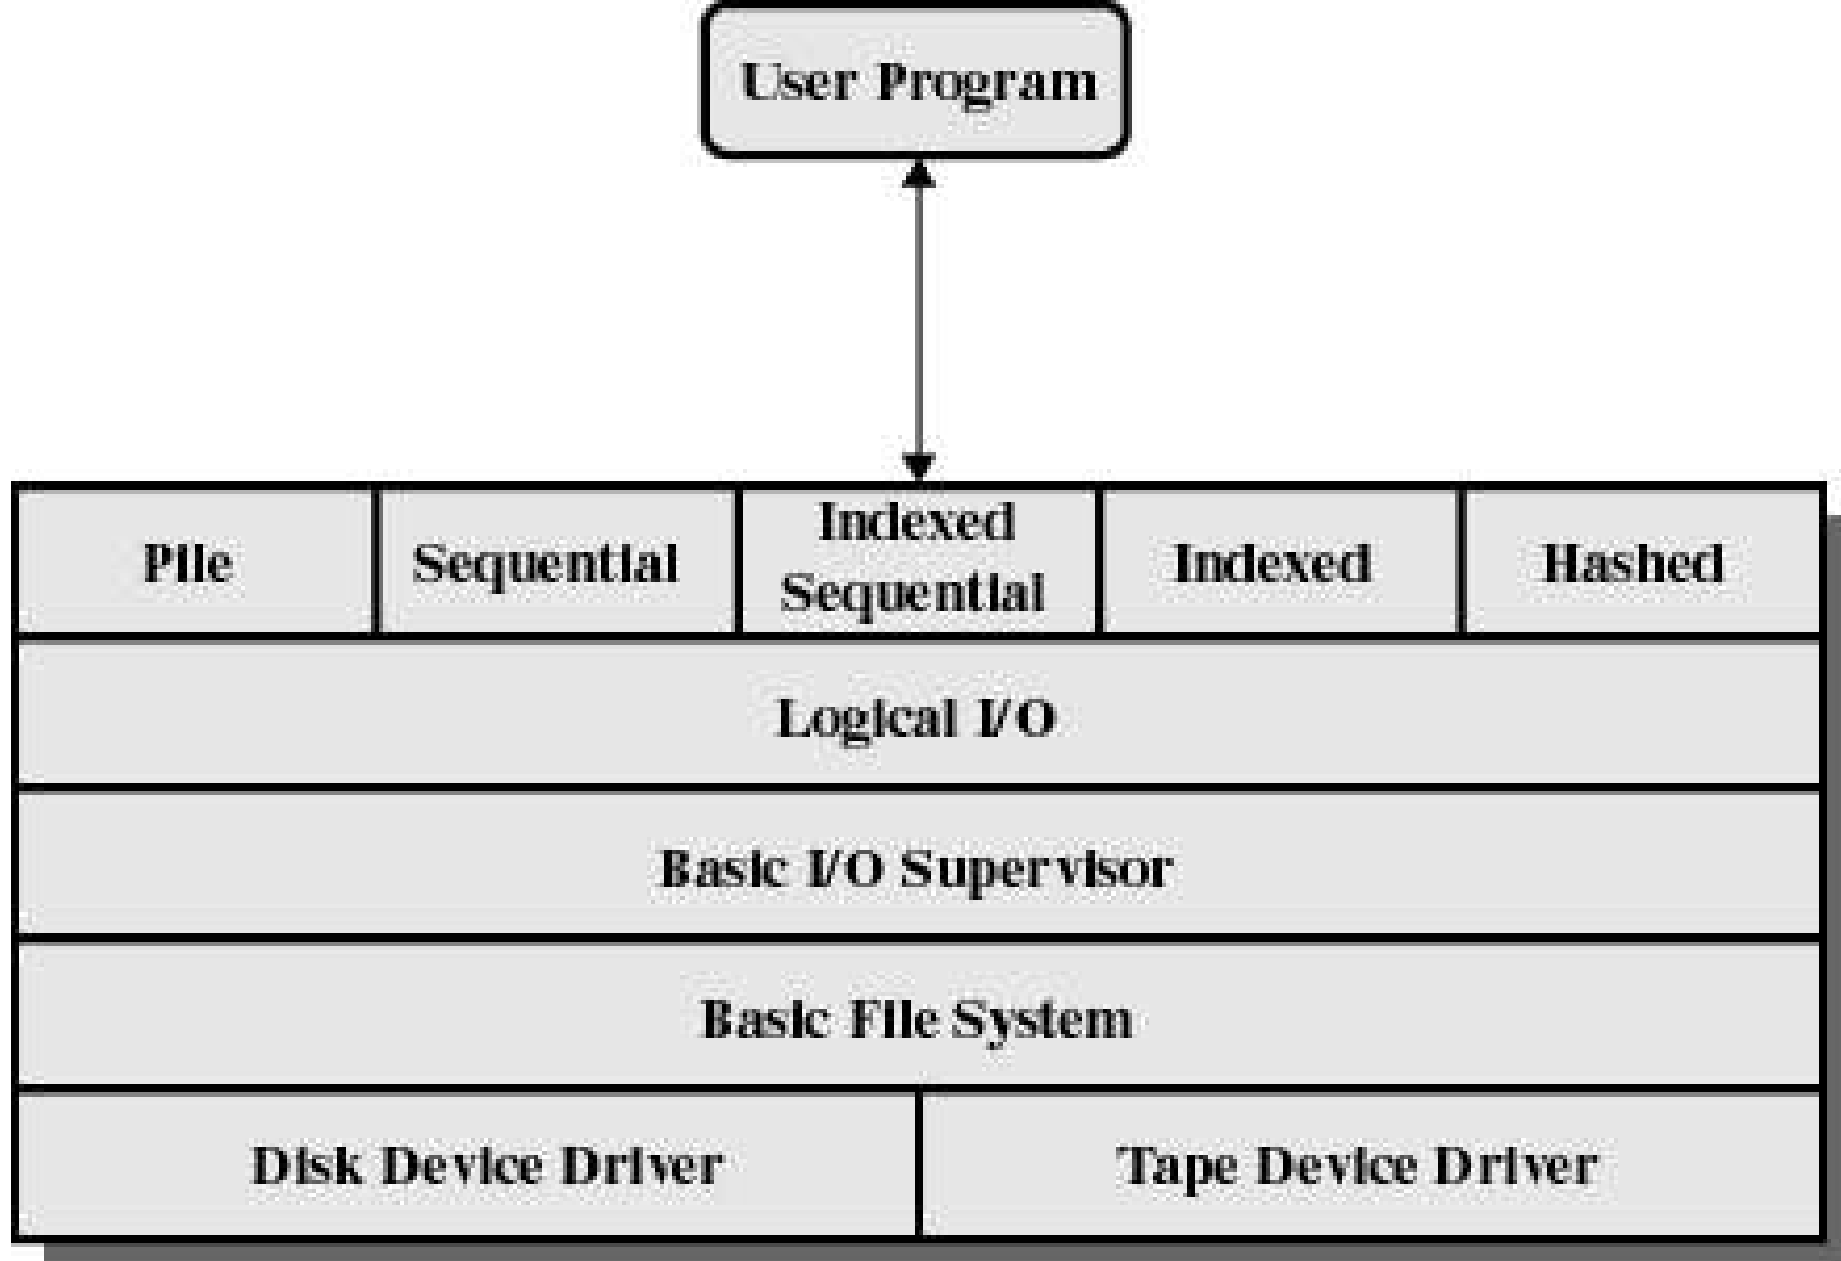 User Program
Pile
Sequential
Indexed
Sequential
Indexed
Hashed
Logical I/O
Basic I/O Supervisor
Basic File System
Disk Device Driver
Tape Device Driver